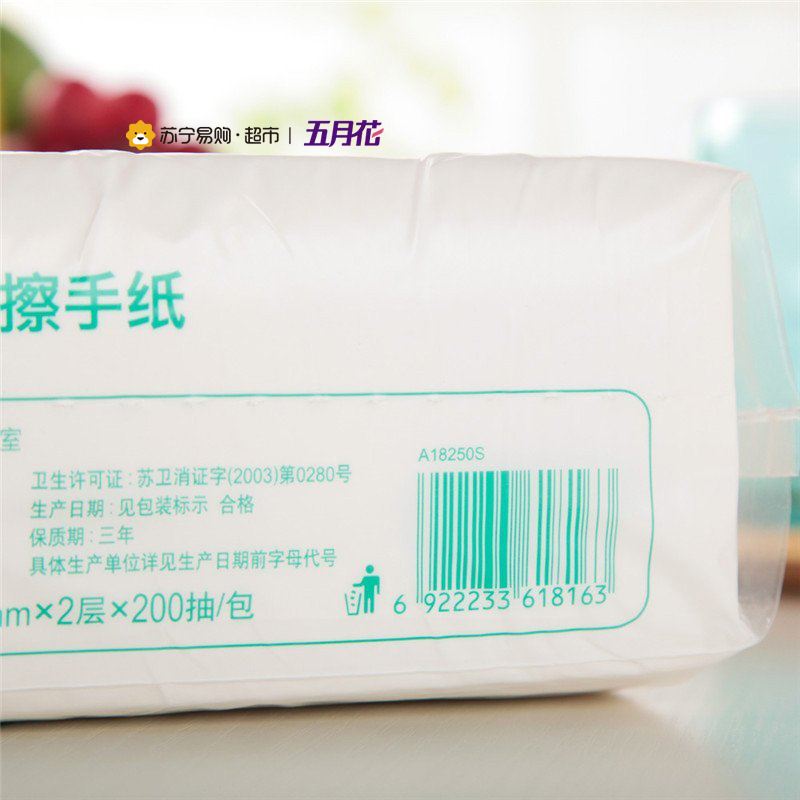 苏宁易购·超市 | 五月花
擦手纸
室
卫生许可证:苏卫消证字(2003)第0280号
生产日期:见包装标示 合格
保质期:三年
具体生产单位详见生产日期前字母代号
mm×2层×200抽/包
A18250S
6 922233 618163